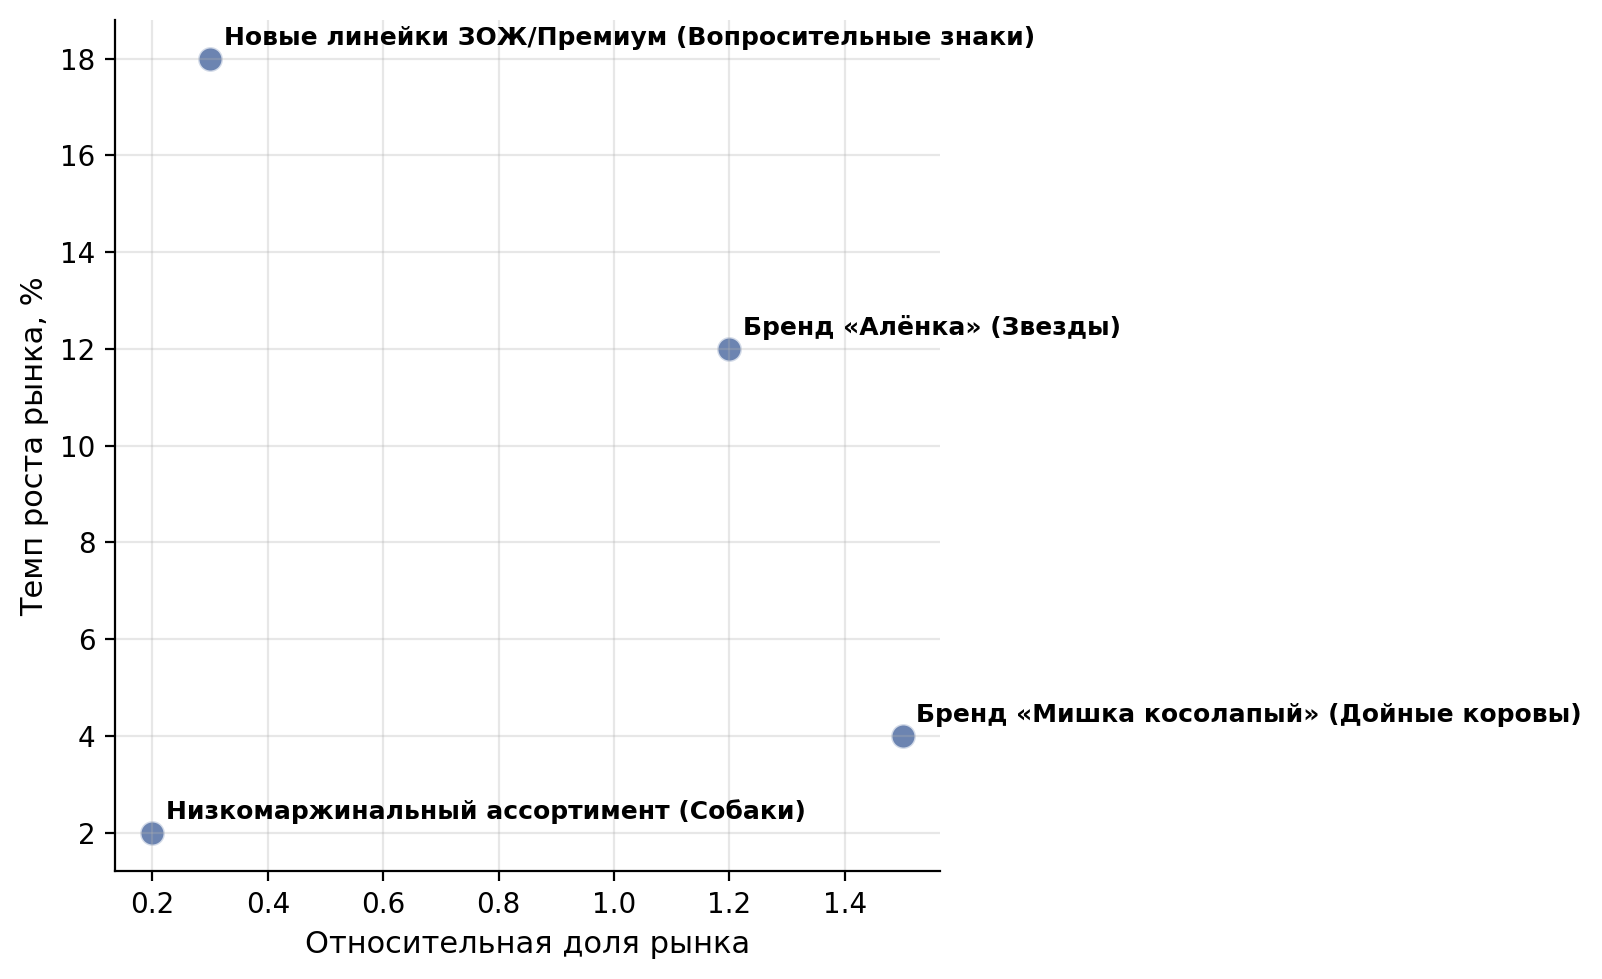 Новые линейки ЗОЖ/Премиум (Вопросительные знаки)
18
16
14
Бренд «Алёнка» (Звезды)
12
10
8
6
Бренд «Мишка косолапый» (Дойные коровы)
4
Низкомаржинальный ассортимент (Собаки)
2
Темп роста рынка, %
0.2 0.4 0.6 0.8 1.0 1.2 1.4
Относительная доля рынка